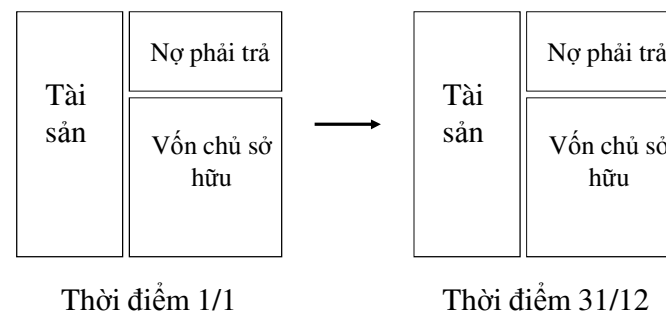 Tài
sản
Nợ phải trả
Vốn chủ sở
hữu
Thời điểm 1/1
Tài
sản
Nợ phải trả
Vốn chủ sở
hữu
Thời điểm 31/12